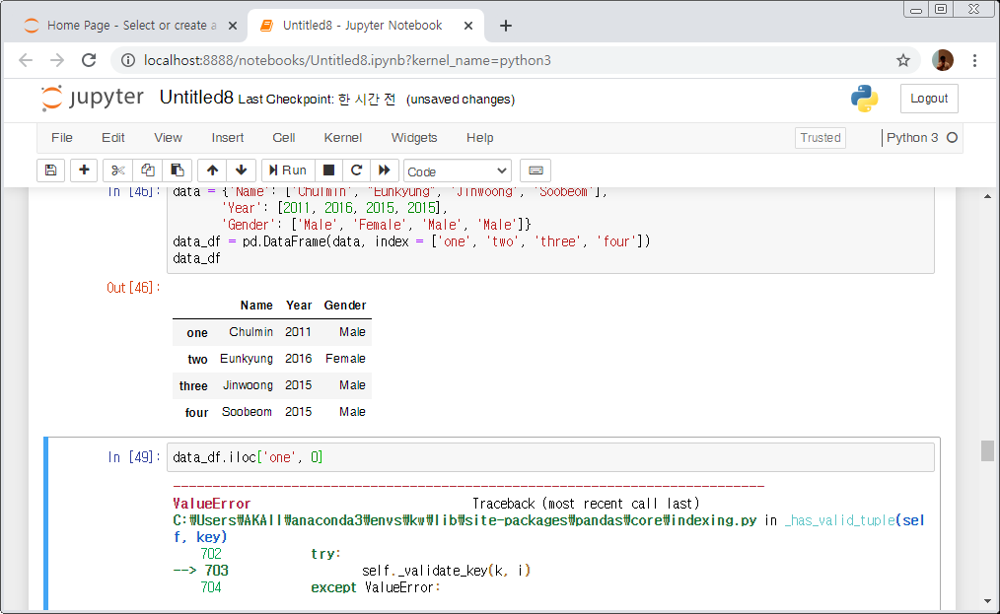 Home Page - Select or create a
Untitled8 - Jupyter Notebook
localhost:8888/notebooks/Untitled8.ipynb?kernel_name=python3
jupyter Untitled8 Last Checkpoint: 한 시간 전 (unsaved changes)
Logout
File Edit View Insert Cell Kernel Widgets Help Trusted Python 3
Run Code
In [46]: data = {'Name': ['Chulmin', "Eunkyung", 'Jinwoong', 'Soobeom'],
'Year': [2011, 2016, 2015, 2015],
'Gender': ['Male', 'Female', 'Male', 'Male']}
data_df = pd.DataFrame(data, index = ['one', 'two', 'three', 'four'])
data_df
Out[46]:
Name Year Gender
one Chulmin 2011 Male
two Eunkyung 2016 Female
three Jinwoong 2015 Male
four Soobeom 2015 Male
In [49]: data_df.iloc['one', 0]
---------------------------------------------------------------------------
ValueError Traceback (most recent call last)
C:₩Users₩AKAII₩anaconda3₩envs₩kw₩lib₩site-packages₩pandas₩core₩indexing.py in _has_valid_tuple(sel
f, key)
702 try:
--> 703 self._validate_key(k, i)
704 except ValueError: